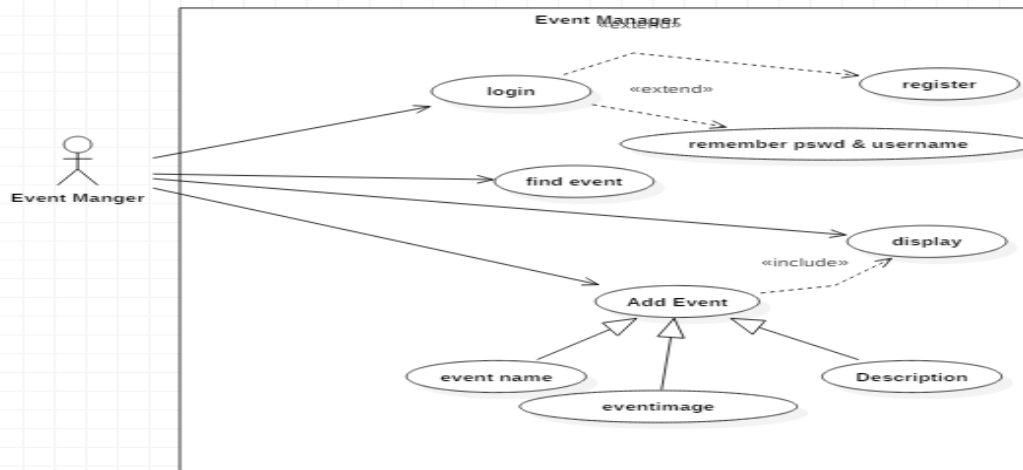 Event Manager
«extend»
register
login
«extend»
remember pswd & username
find event
Event Manger
display
«include»
Add Event
event name
Description
eventimage